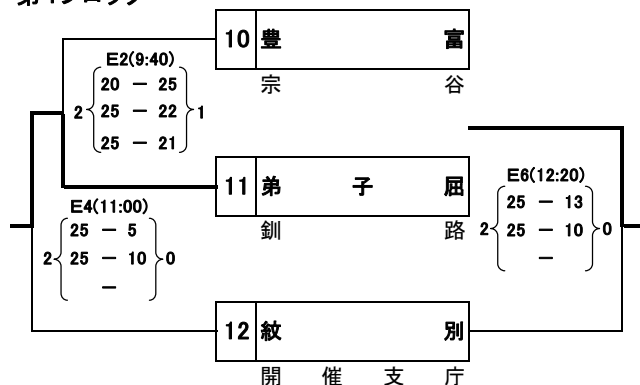 10 豊富
E2(9:40)
宗谷
20 － 25
2 25 － 22 1
25 － 21
11 弟子屈
E6(12:20)
E4(11:00)
25 － 13
釧路
25 － 5
2 25 － 10 0
2 25 － 10 0
－
－
12 紋別
開催支庁